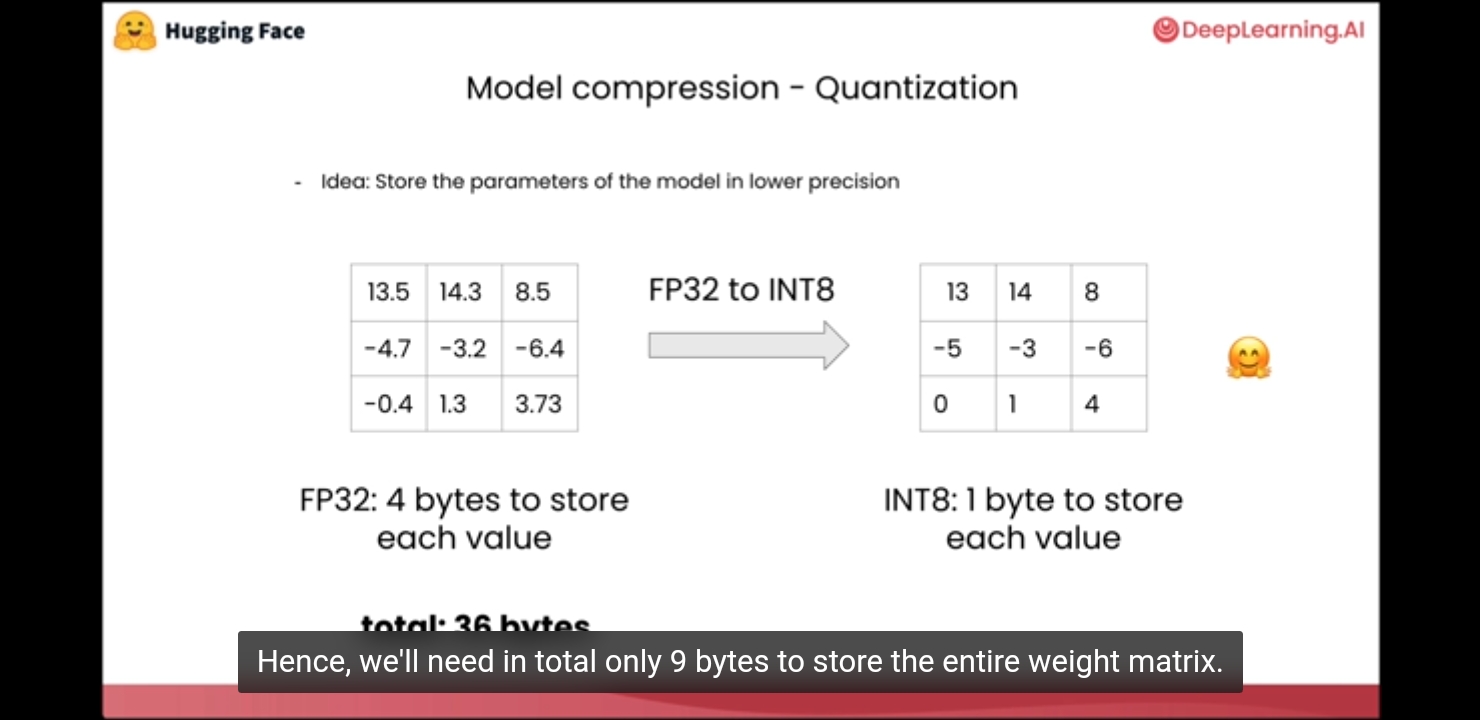 Hugging Face
DeepLearning.AI
Model compression - Quantization
- Idea: Store the parameters of the model in lower precision
13.5 14.3 8.5
-4.7 -3.2 -6.4
-0.4 1.3 3.73
FP32 to INT8
13 14 8
-5 -3 -6
0 1 4
FP32: 4 bytes to store
each value
INT8: 1 byte to store
each value
total: 36 bytes
Hence, we'll need in total only 9 bytes to store the entire weight matrix.